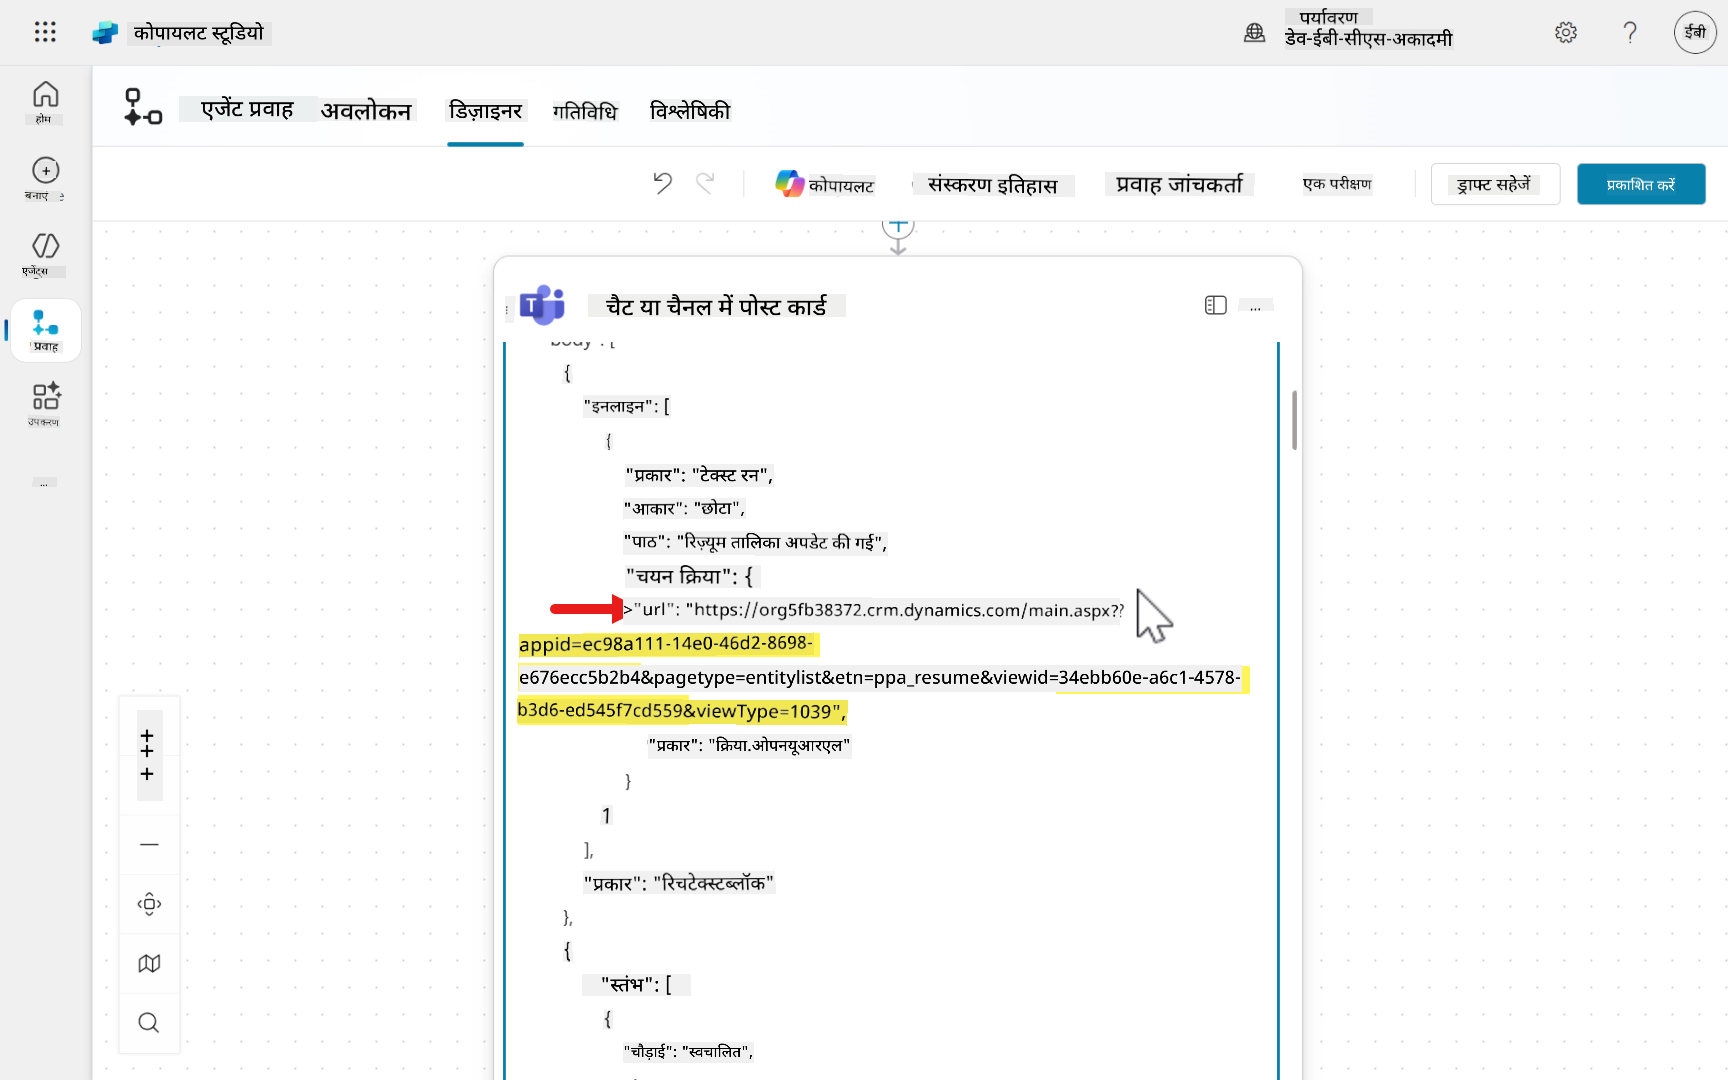 कोपायलट स्टूडियो
पर्यावरण
डेव-ईबी-सीएस-अकादमी
?
ईबी
होम
बनाएं
एजेंट्स
प्रवाह
उपकरण
...
एजेंट प्रवाह अवलोकन डिज़ाइनर गतिविधि विश्लेषिकी
कोपायलट संस्करण इतिहास प्रवाह जांचकर्ता एक परीक्षण ड्राफ्ट सहेजें प्रकाशित करें
चैट या चैनल में पोस्ट कार्ड ...
body": [
{
"इनलाइन": [
{
"प्रकार": "टेक्स्ट रन",
"आकार": "छोटा",
"पाठ": "रिज़्यूम तालिका अपडेट की गई",
"चयन क्रिया": {
>"url": "https://org5fb38372.crm.dynamics.com/main.aspx??
appid=ec98a111-14e0-46d2-8698-
e676ecc5b2b4&pagetype=entitylist&etn=ppa_resume&viewid=34ebb60e-a6c1-4578-
b3d6-ed545f7cd559&viewType=1039",
"प्रकार": "क्रिया.ओपनयूआरएल"
}
1
],
"प्रकार": "रिचटेक्स्टब्लॉक"
},
{
"स्तंभ": [
{
"चौड़ाई": "स्वचालित",